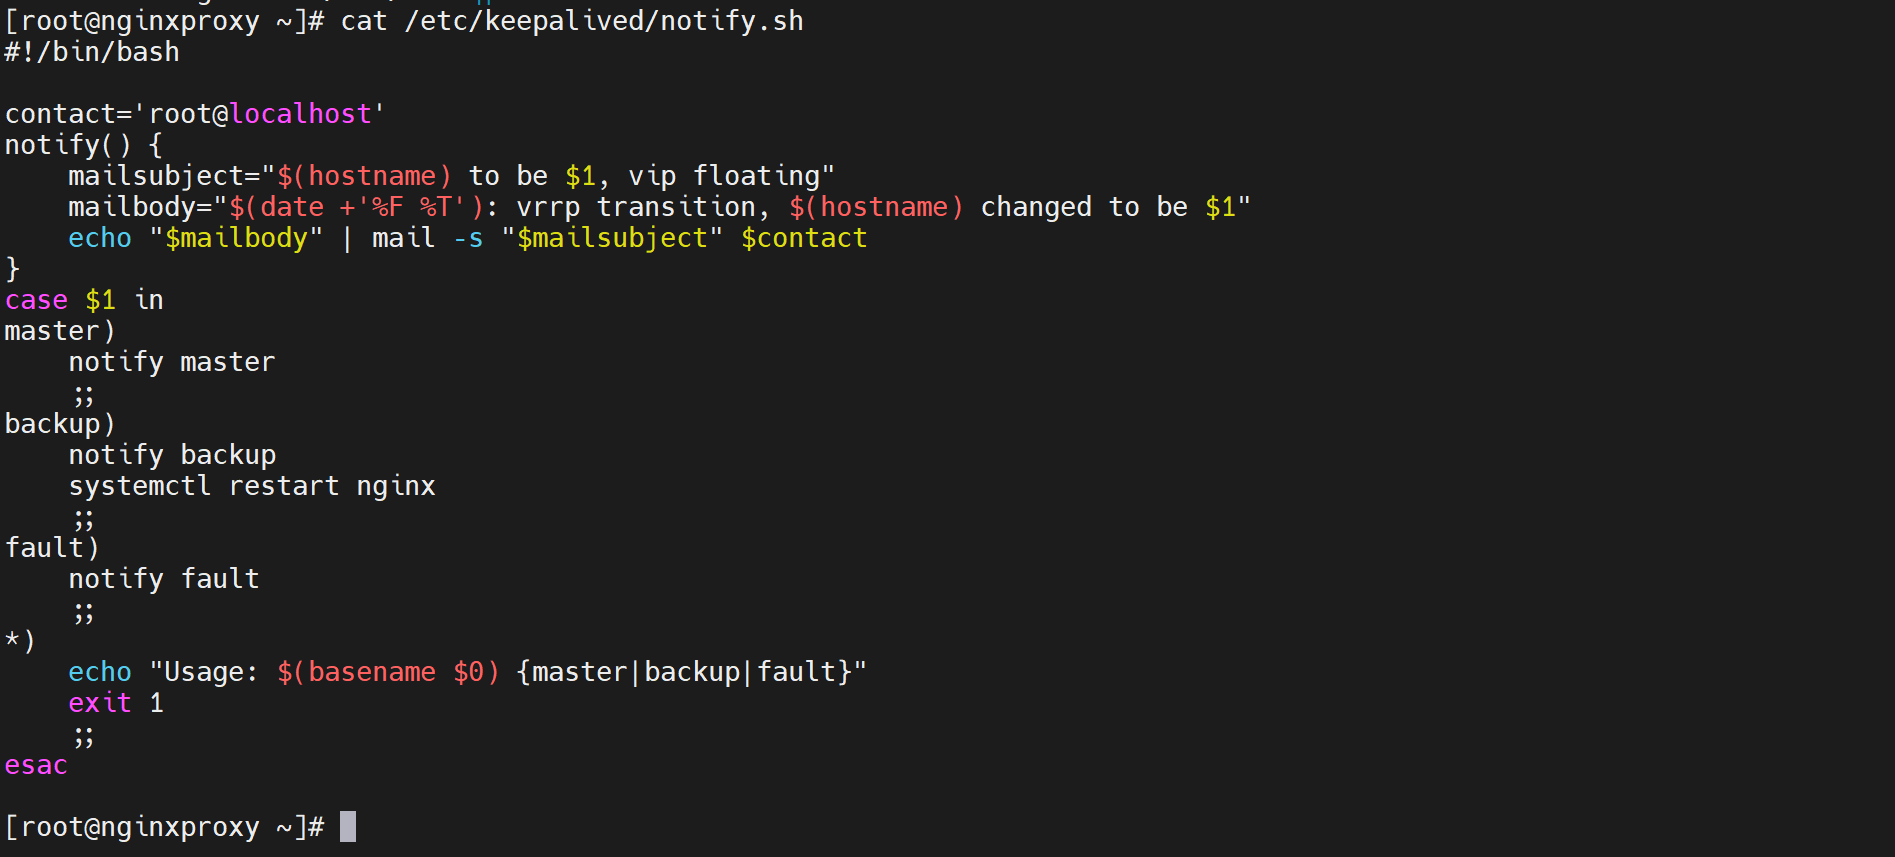 [root@nginxproxy ~]# cat /etc/keepalived/notify.sh
#!/bin/bash

contact='root@localhost'
notify() {
    mailsubject="$(hostname) to be $1, vip floating"
    mailbody="$(date +'%F %T'): vrrp transition, $(hostname) changed to be $1"
    echo "$mailbody" | mail -s "$mailsubject" $contact
}
case $1 in
master)
    notify master
    ;;
backup)
    notify backup
    systemctl restart nginx
    ;;
fault)
    notify fault
    ;;
*)
    echo "Usage: $(basename $0) {master|backup|fault}"
    exit 1
    ;;
esac

[root@nginxproxy ~]#